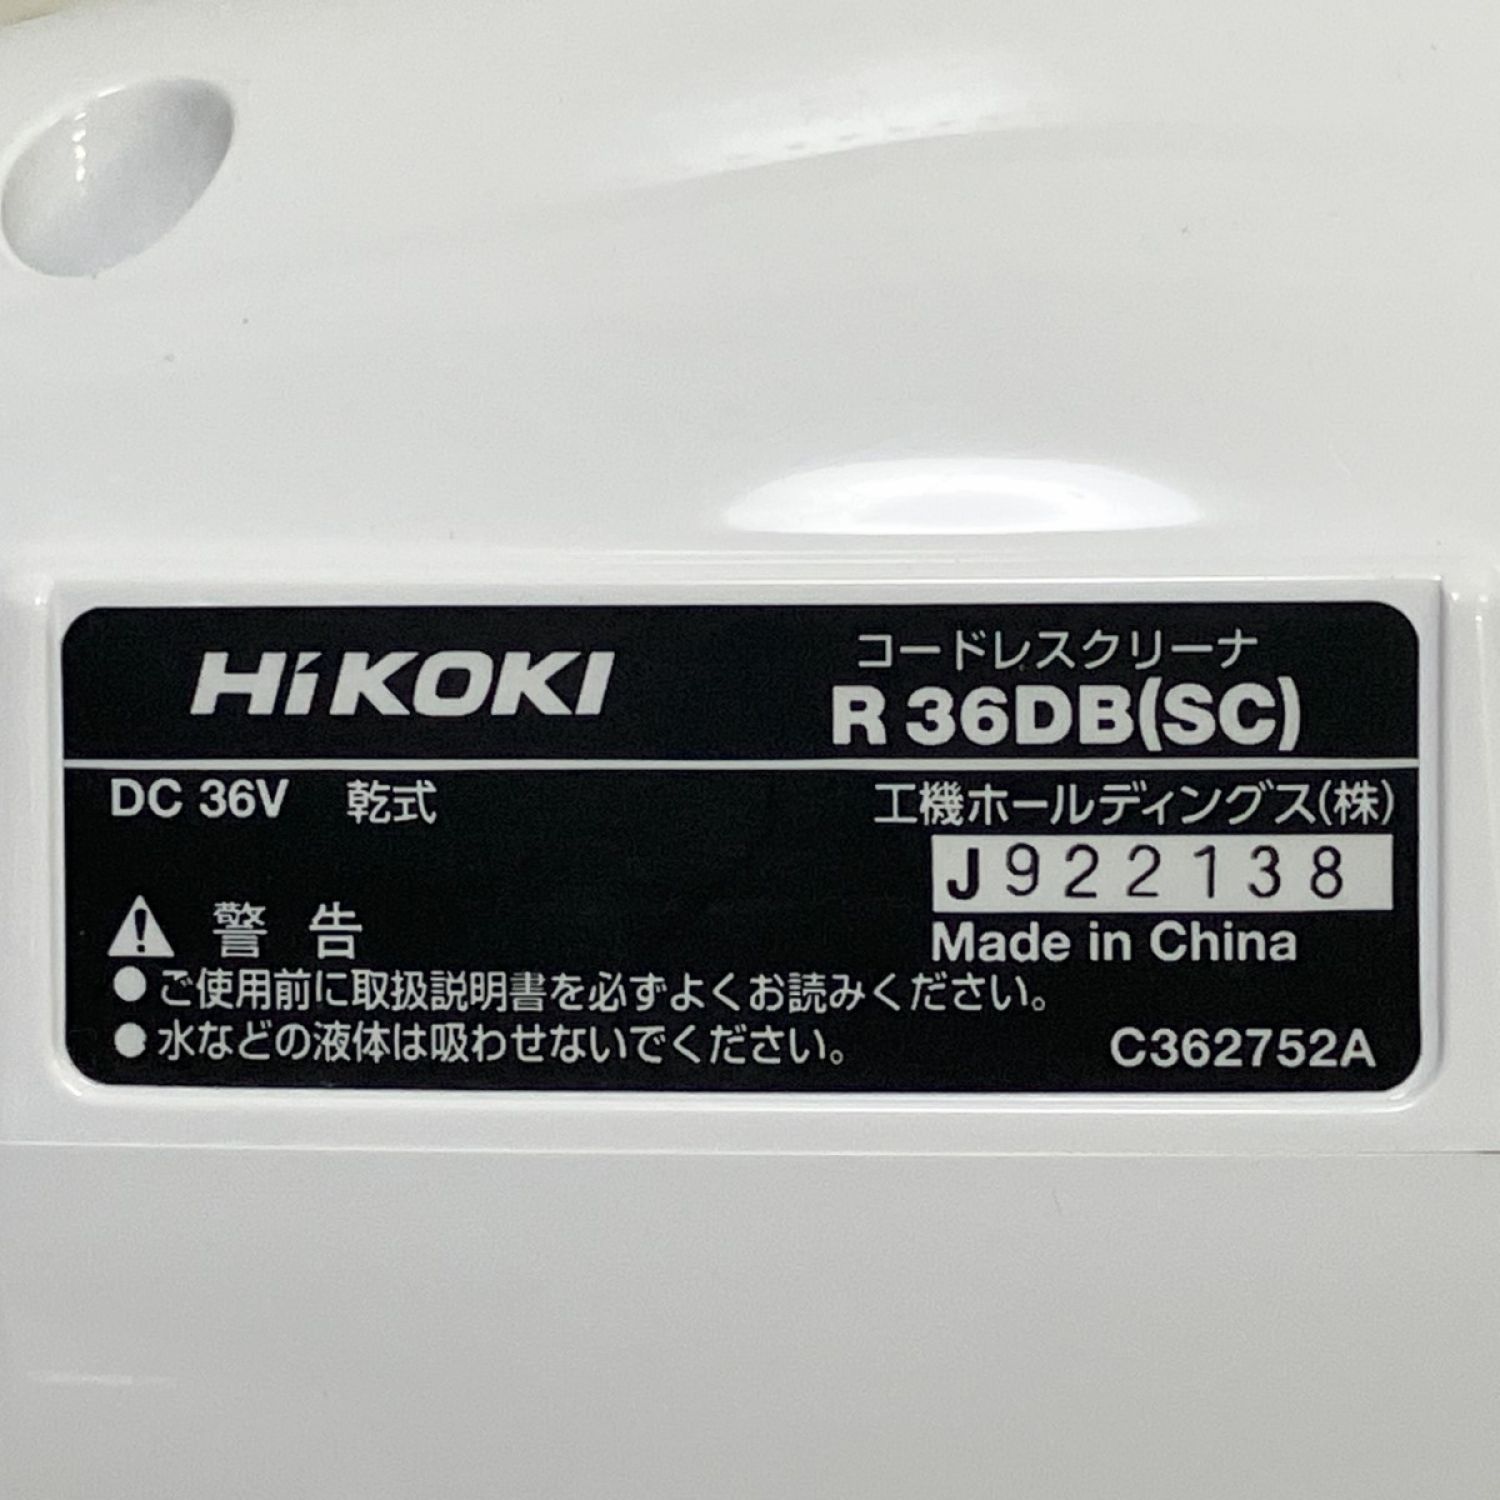 HiKOKI
コードレスクリーナ
R 36DB(SC)
DC 36V 乾式
工機ホールディングス(株)
J922138
Made in China
警告
●ご使用前に取扱説明書を必ずよくお読みください。
●水などの液体は吸わせないでください。
C362752A